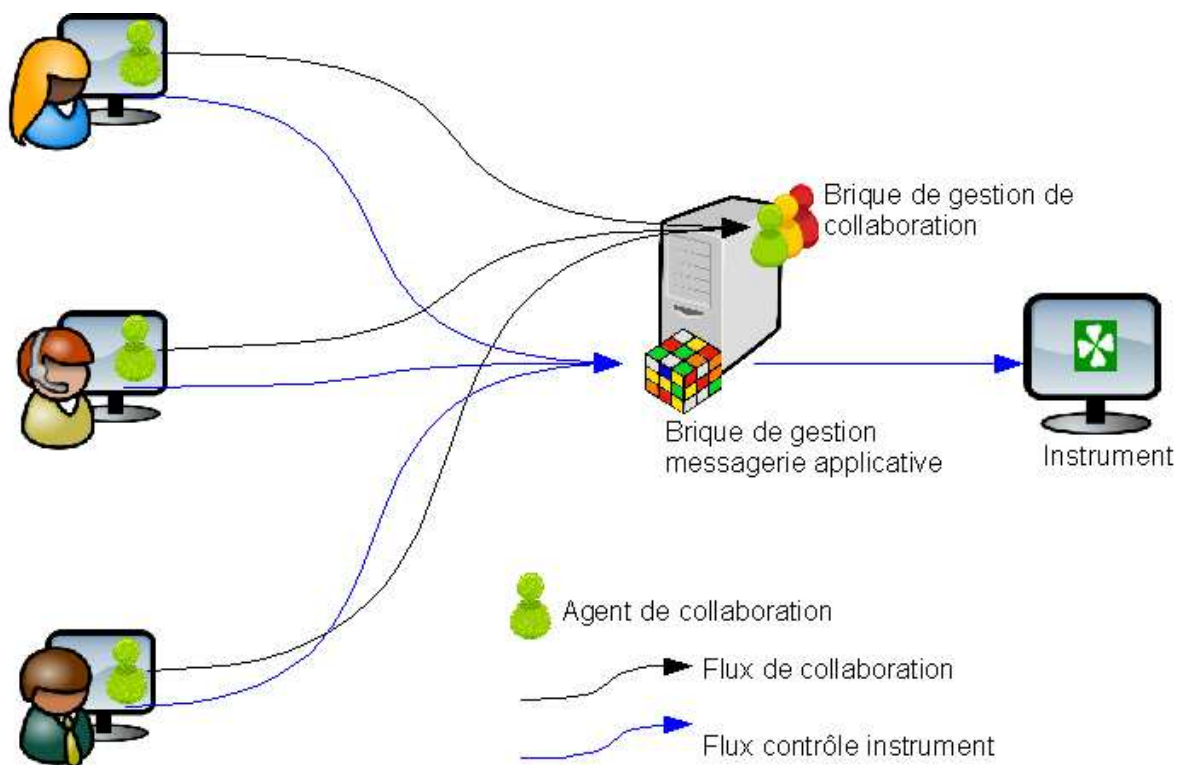 Brique de gestion de
collaboration
Brique de gestion
messagerie applicative
Instrument
Agent de collaboration
Flux de collaboration
Flux contrôle instrument